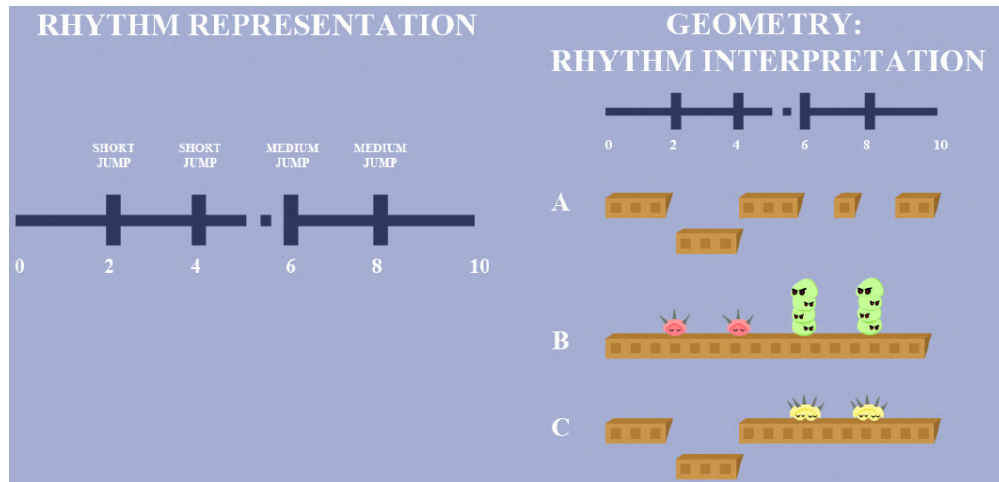 RHYTHM REPRESENTATION
SHORT JUMP
SHORT JUMP
MEDIUM JUMP
MEDIUM JUMP
0 2 4 6 8 10
GEOMETRY:
RHYTHM INTERPRETATION
0 2 4 6 8 10
A
B
C